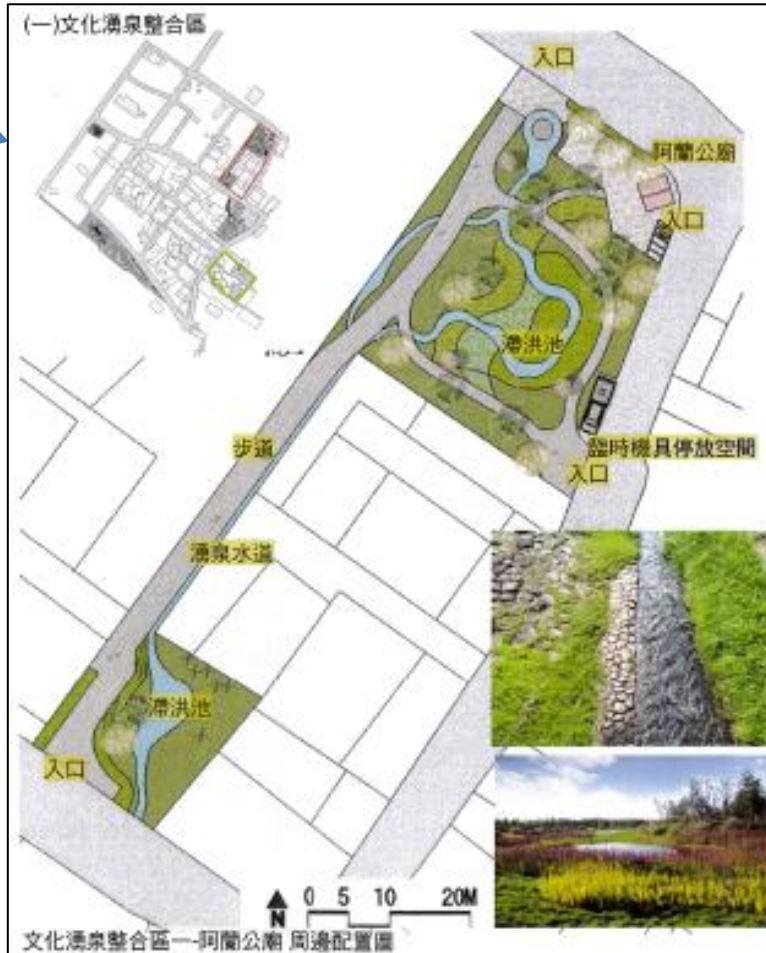 (一)文化湧泉整合區
入口
阿蘭公廟
入口
滯洪池
步道
臨時機具停放空間
入口
湧泉水道
滯洪池
入口
N
0 5 10 20M
文化湧泉整合區一-阿蘭公廟 周邊配置圖